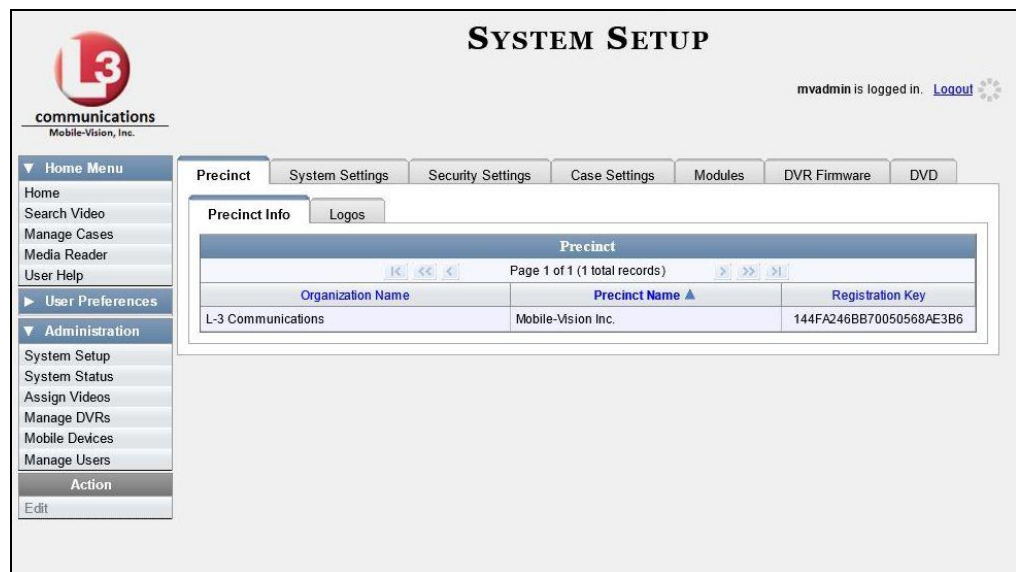 SYSTEM SETUP
L3
communications
Mobile-Vision, Inc.
mvadmin is logged in. Logout
Home Menu
Home
Search Video
Manage Cases
Media Reader
User Help
User Preferences
Administration
System Setup
System Status
Assign Videos
Manage DVRs
Mobile Devices
Manage Users
Action
Edit
Precinct System Settings Security Settings Case Settings Modules DVR Firmware DVD
Precinct Info Logos
Precinct
|< << < Page 1 of 1 (1 total records) > >> >|
Organization Name Precinct Name ▲ Registration Key
L-3 Communications Mobile-Vision Inc. 144FA246BB70050568AE3B6